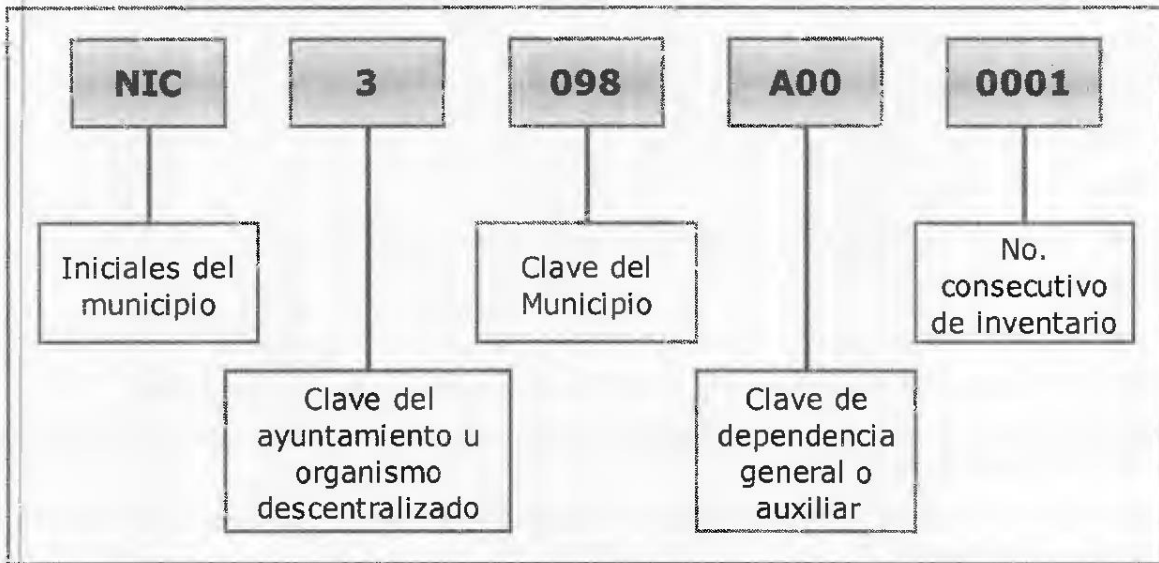 NIC 3 098 A00 0001
Iniciales del
municipio
Clave del
Municipio
No.
consecutivo
de inventario
Clave del
ayuntamiento u
organismo
descentralizado
Clave de
dependencia
general o
auxiliar